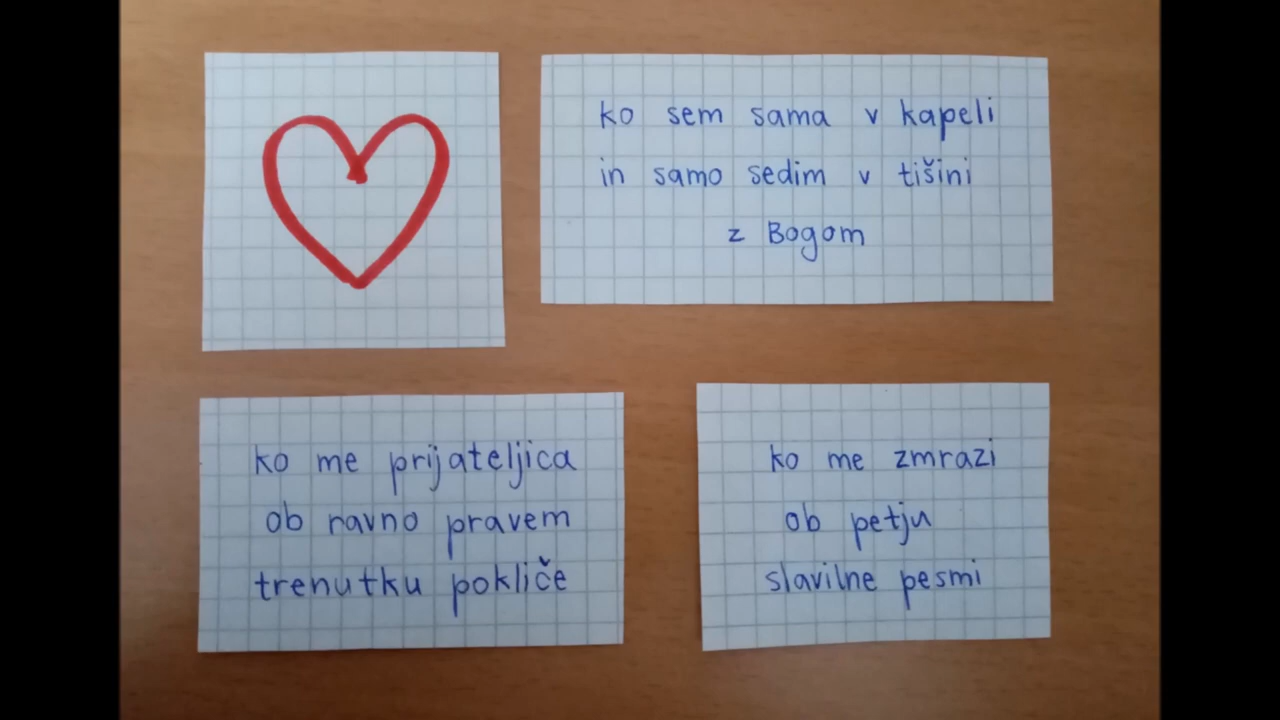 ko sem sama v kapeli
in samo sedim v tišini
z Bogom
ko me prijateljica
ob ravno pravem
trenutku pokliče
ko me zmrazi
ob petju
slavilne pesmi